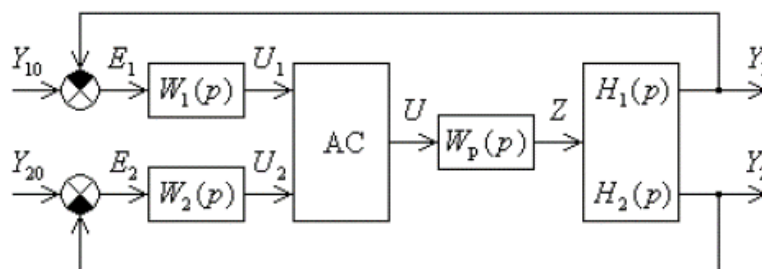 Y₁₀ E₁ W₁(p) U₁ H₁(p)
AC U Wₚ(p) Z
Y₂₀ E₂ W₂(p) U₂ H₂(p)